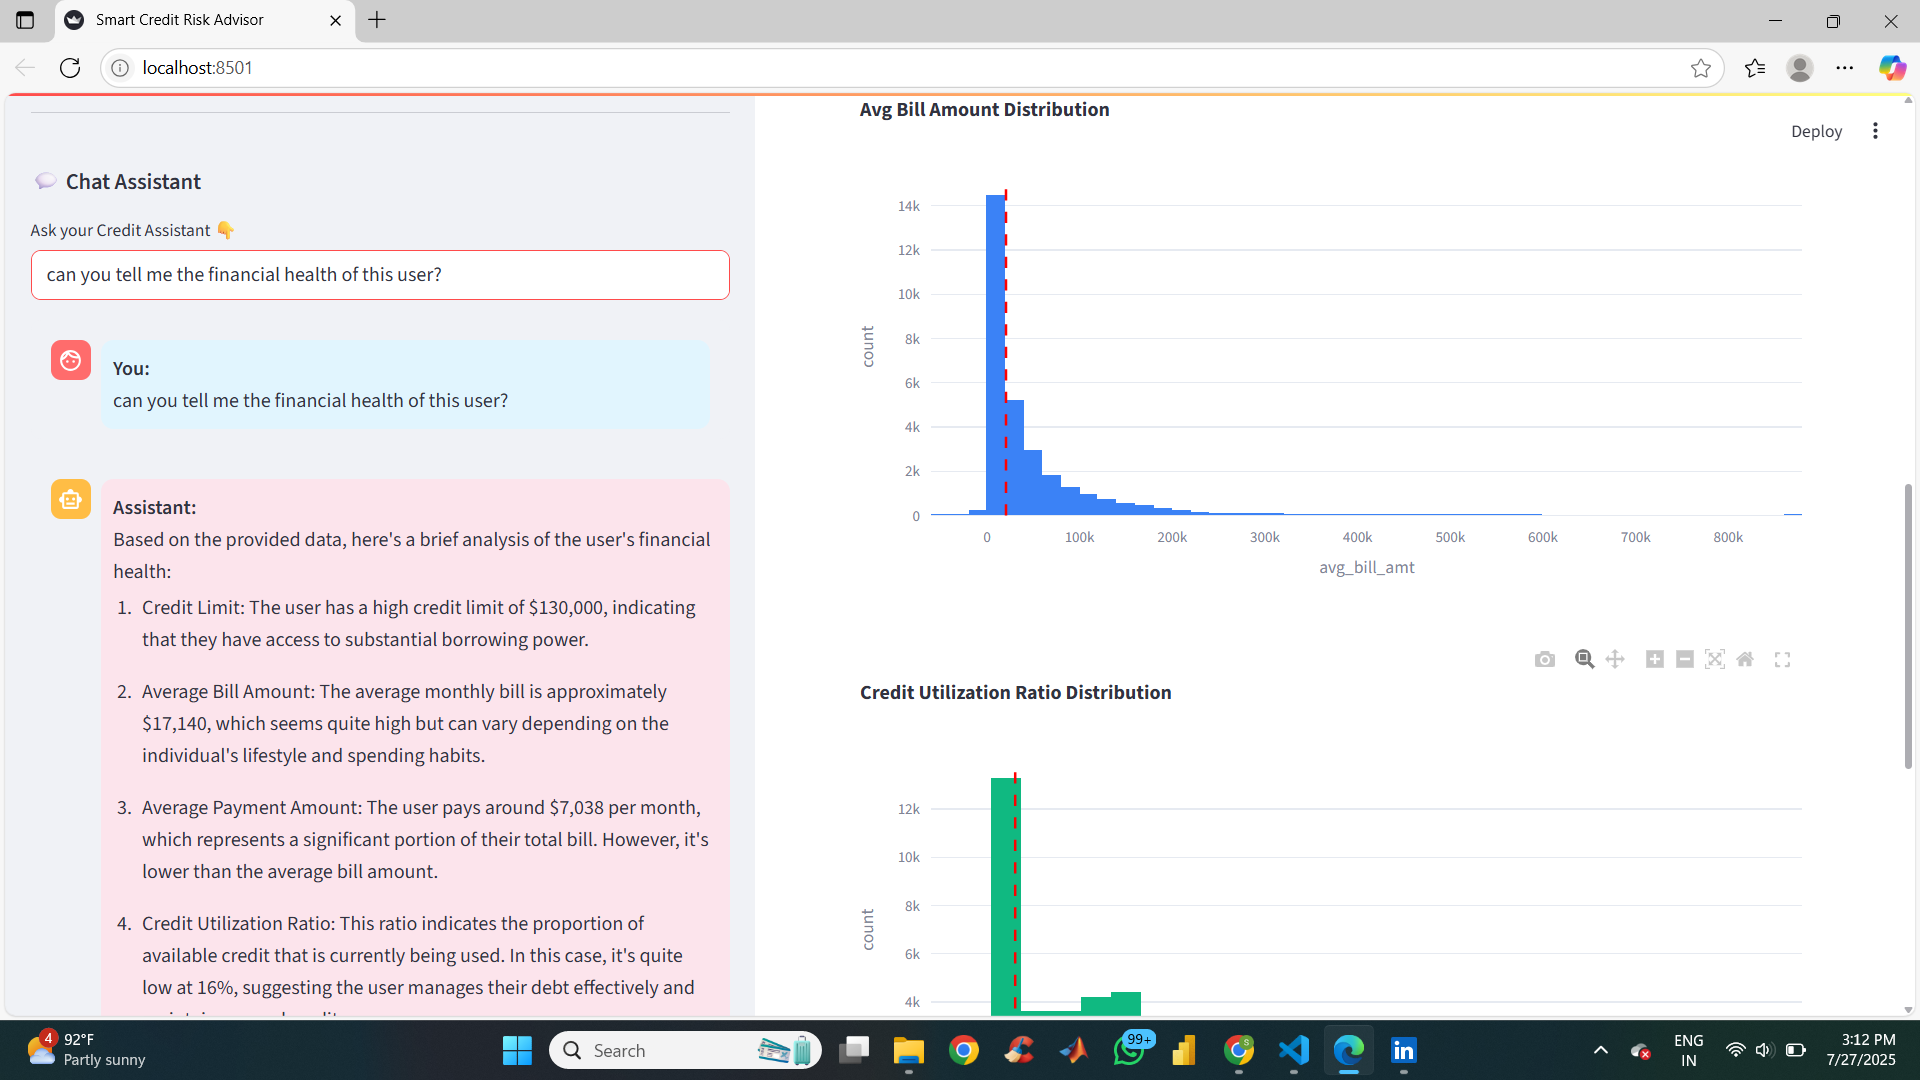 Smart Credit Risk Advisor
localhost:8501
Deploy
Chat Assistant
Ask your Credit Assistant 👇
can you tell me the financial health of this user?
You:
can you tell me the financial health of this user?
Assistant:
Based on the provided data, here's a brief analysis of the user's financial
health:
1. Credit Limit: The user has a high credit limit of $130,000, indicating
that they have access to substantial borrowing power.
2. Average Bill Amount: The average monthly bill is approximately
$17,140, which seems quite high but can vary depending on the
individual's lifestyle and spending habits.
3. Average Payment Amount: The user pays around $7,038 per month,
which represents a significant portion of their total bill. However, it's
lower than the average bill amount.
4. Credit Utilization Ratio: This ratio indicates the proportion of
available credit that is currently being used. In this case, it's quite
low at 16%, suggesting the user manages their debt effectively and
Avg Bill Amount Distribution
14k
12k
10k
8k
6k
4k
2k
0
count
0 100k 200k 300k 400k 500k 600k 700k 800k
avg_bill_amt
Credit Utilization Ratio Distribution
12k
10k
8k
6k
4k
count
4
92°F
Partly sunny
Search
99+
S
in
ENG
IN
3:12 PM
7/27/2025